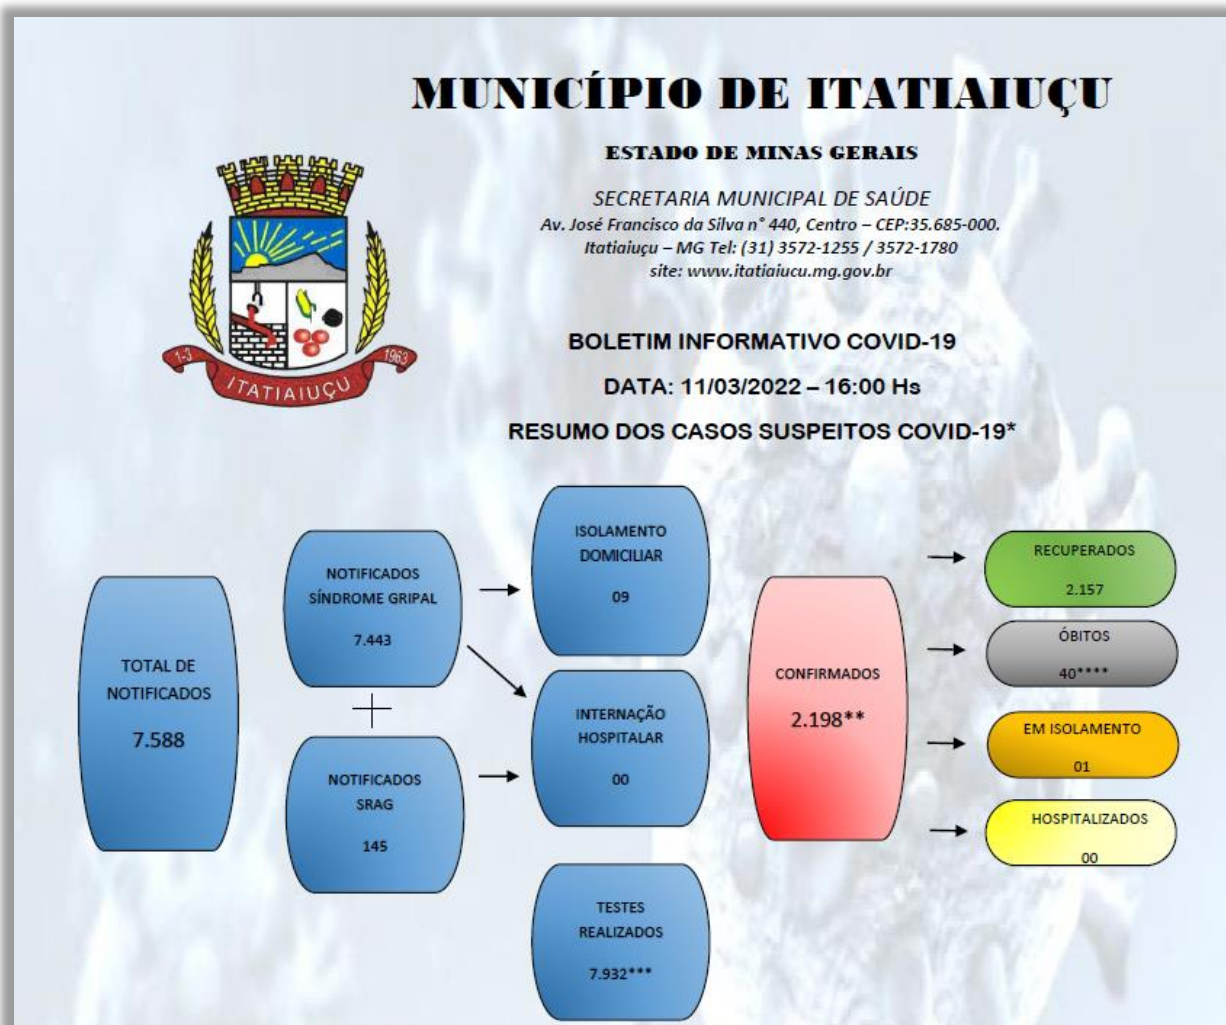 MUNICÍPIO DE ITATIAIUÇU
ESTADO DE MINAS GERAIS
SECRETARIA MUNICIPAL DE SAÚDE
Av. José Francisco da Silva n° 440, Centro – CEP:35.685-000.
Itatiaiuçu – MG Tel: (31) 3572-1255 / 3572-1780
site: www.itatiaiucu.mg.gov.br
1-3
1963
ITATIAIUÇU
BOLETIM INFORMATIVO COVID-19
DATA: 11/03/2022 – 16:00 Hs
RESUMO DOS CASOS SUSPEITOS COVID-19*
TOTAL DE
NOTIFICADOS
7.588
NOTIFICADOS
SÍNDROME GRIPAL
7.443
NOTIFICADOS
SRAG
145
ISOLAMENTO
DOMICILIAR
09
INTERNAÇÃO
HOSPITALAR
00
TESTES
REALIZADOS
7.932***
CONFIRMADOS
2.198**
RECUPERADOS
2.157
ÓBITOS
40****
EM ISOLAMENTO
01
HOSPITALIZADOS
00